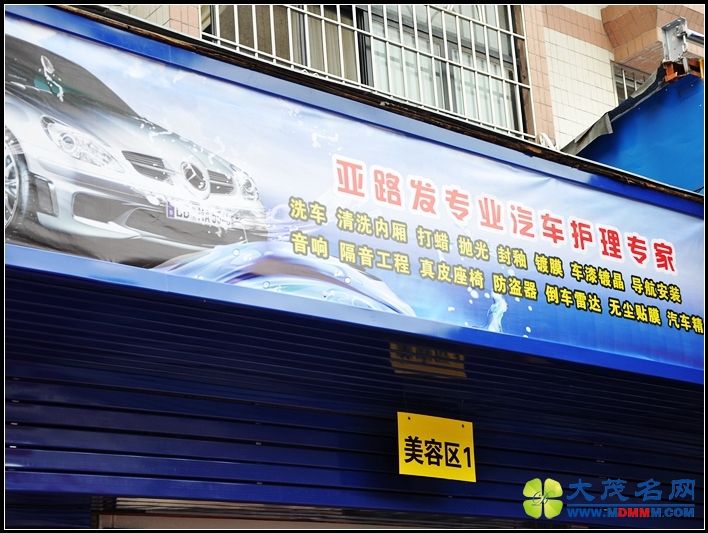 亚路发专业汽车护理专家
洗车 清洗内厢 打蜡 抛光 封釉 镀膜 车漆镀晶 导航安装
音响 隔音工程 真皮座椅 防盗器 倒车雷达 无尘贴膜 汽车精
美容区1
大茂名网
WWW.MDMMM.COM